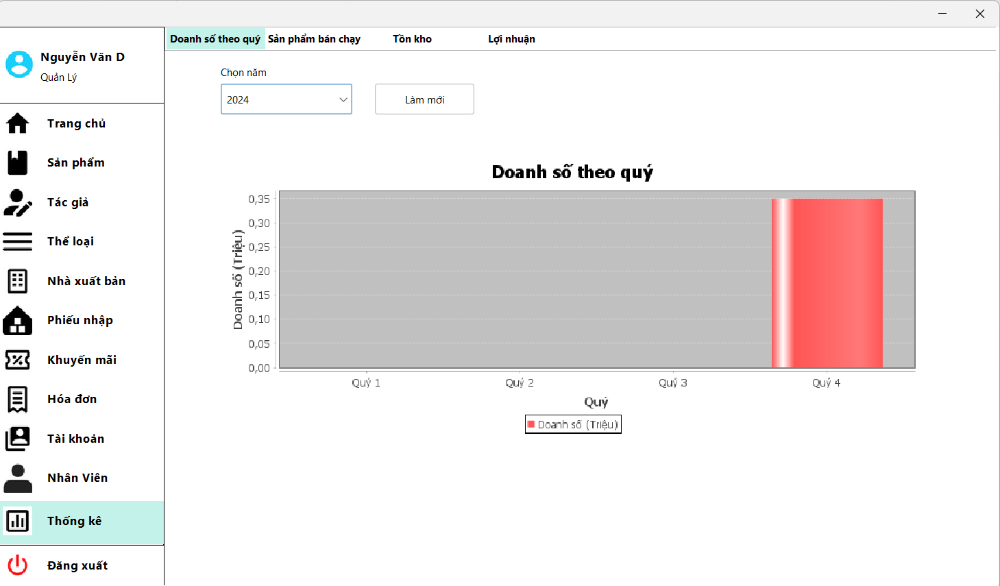 Nguyễn Văn D
Quản Lý
Trang chủ
Sản phẩm
Tác giả
Thể loại
Nhà xuất bản
Phiếu nhập
Khuyến mãi
Hóa đơn
Tài khoản
Nhân Viên
Thống kê
Đăng xuất
Doanh số theo quý Sản phẩm bán chạy Tồn kho Lợi nhuận
Chọn năm
2024 Làm mới
Doanh số theo quý
Doanh số (Triệu)
0,35
0,30
0,25
0,20
0,15
0,10
0,05
0,00
Quý 1 Quý 2 Quý 3 Quý 4
Quý
Doanh số (Triệu)